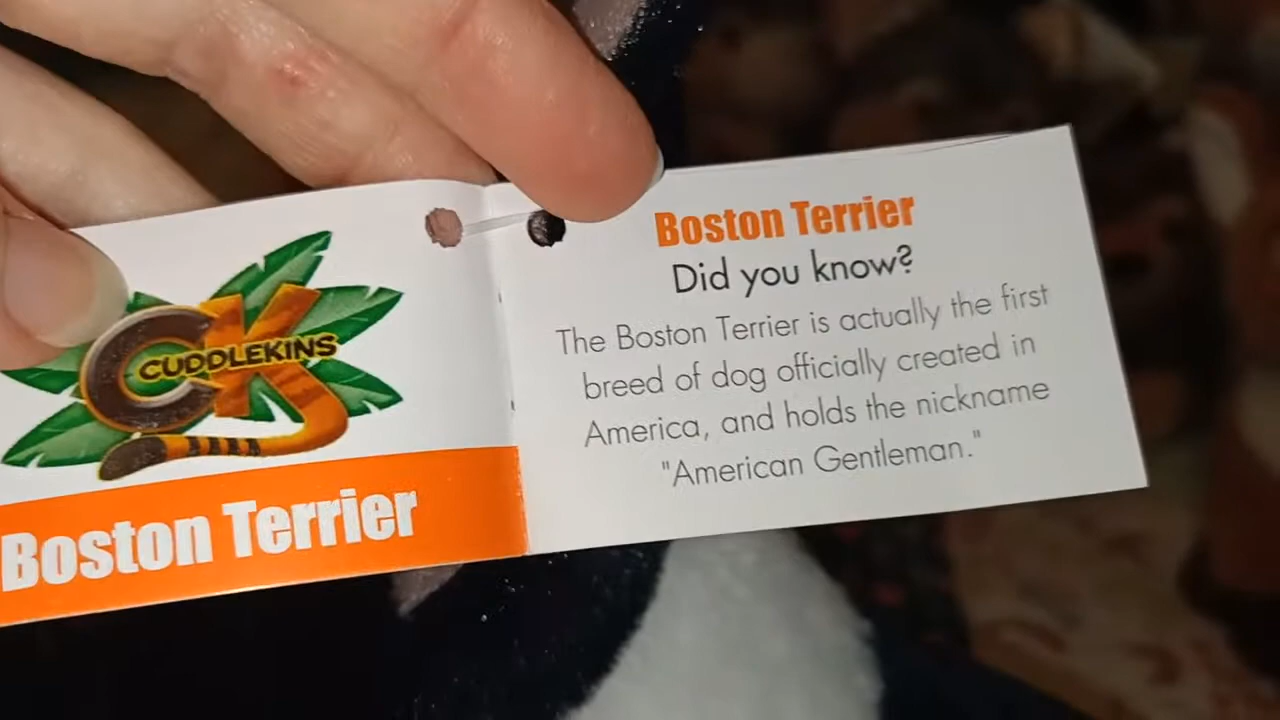 CK
CUDDLEKINS
Boston Terrier
Boston Terrier
Did you know?
The Boston Terrier is actually the first
breed of dog officially created in
America, and holds the nickname
"American Gentleman."